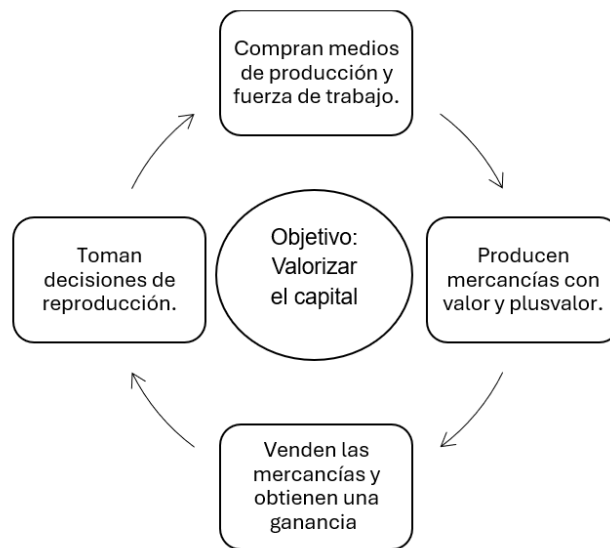 Compran medios
de producción y
fuerza de trabajo.
Toman
decisiones de
reproducción.
Objetivo:
Valorizar
el capital
Producen
mercancías con
valor y plusvalor.
Venden las
mercancías y
obtienen una
ganancia